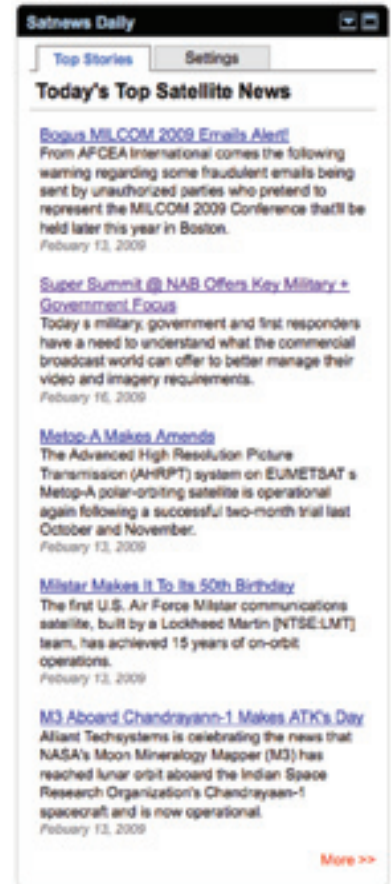 Satnews Daily
Top Stories
Settings
Today's Top Satellite News
Bogus MILCOM 2009 Emails Alert!
From AFCEA International comes the following
warning regarding some fraudulent emails being
sent by unauthorized parties who pretend to
represent the MILCOM 2009 Conference that'll be
held later this year in Boston.
Febuary 13, 2009
Super Summit @ NAB Offers Key Military +
Government Focus
Today s military, government and first responders
have a need to understand what the commercial
broadcast world can offer to better manage their
video and imagery requirements.
Febuary 16, 2009
Metop-A Makes Amends
The Advanced High Resolution Picture
Transmission (AHRPT) system on EUMETSAT s
Metop-A polar-orbiting satellite is operational
again following a successful two-month trial last
October and November.
Febuary 13, 2009
Milstar Makes It To Its 50th Birthday
The first U.S. Air Force Milstar communications
satellite, built by a Lockheed Martin [NTSE:LMT]
team, has achieved 15 years of on-orbit
operations.
Febuary 13, 2009
M3 Aboard Chandrayann-1 Makes ATK's Day
Alliant Techsystems is celebrating the news that
NASA's Moon Mineralogy Mapper (M3) has
reached lunar orbit aboard the Indian Space
Research Organization's Chandrayaan-1
spacecraft and is now operational.
Febuary 13, 2009
More >>